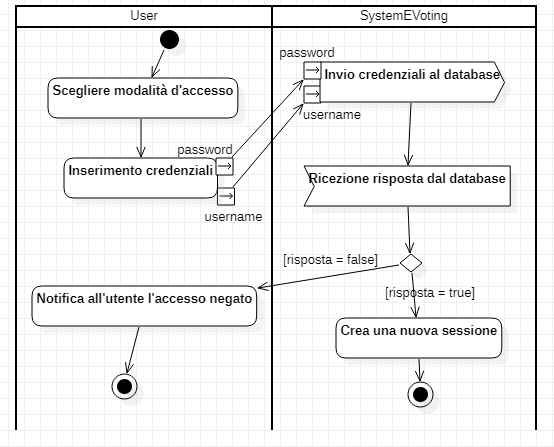 User
SystemEVoting
Scegliere modalità d'accesso
password
Invio credenziali al database
username
password
Inserimento credenziali
username
Ricezione risposta dal database
[risposta = false]
[risposta = true]
Notifica all'utente l'accesso negato
Crea una nuova sessione